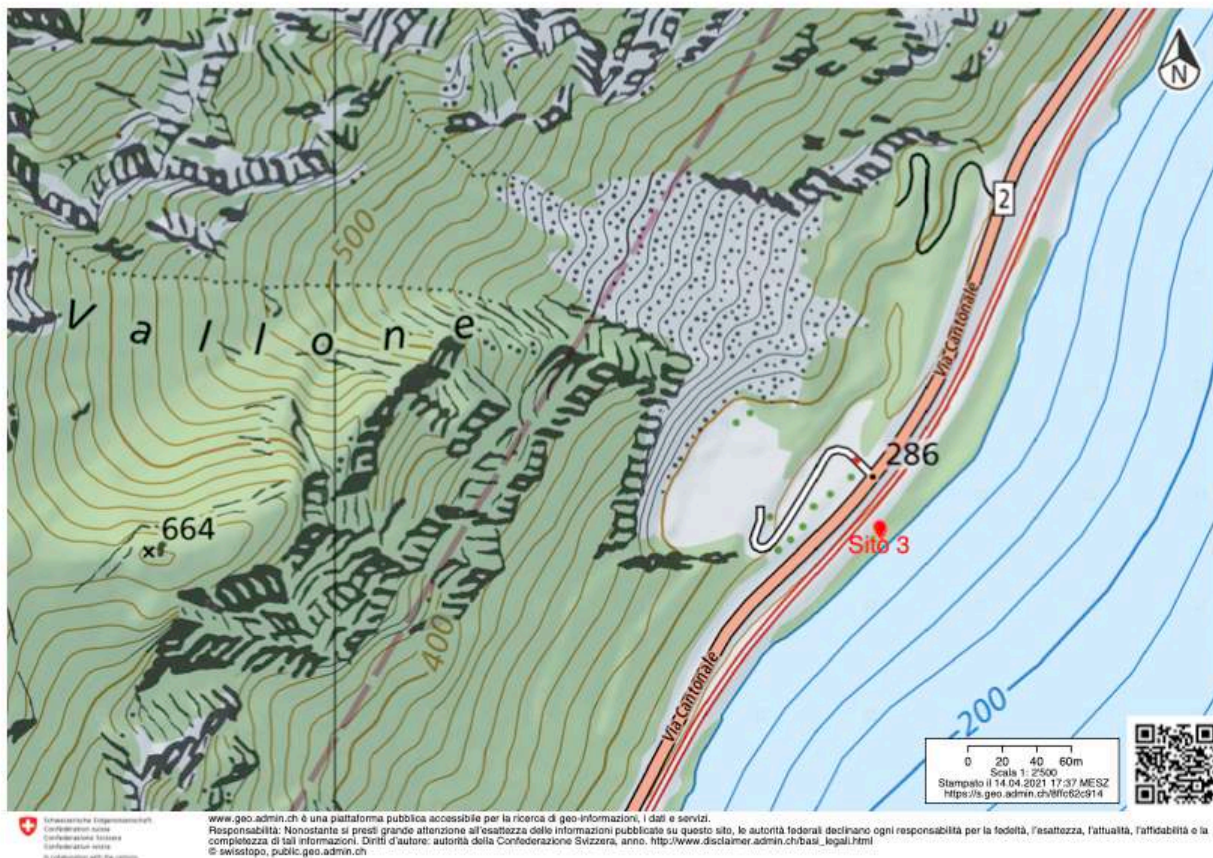 N
2
500
V a l l o n e
Via Cantonale
286
664
Sito 3
400
Via Cantonale
200
0 20 40 60m
Scala 1: 2'500
Stampato il 14.04.2021 17:37 MESZ
https://s.geo.admin.ch/8ffc62c914
Schweizerische Eidgenossenschaft
Confédération suisse
Confederazione Svizzera
Confederaziun svizra
In collaboration with the cantons
www.geo.admin.ch è una piattaforma pubblica accessibile per la ricerca di geo-informazioni, i dati e servizi.
Responsabilità: Nonostante si presti grande attenzione all'esattezza delle informazioni pubblicate su questo sito, le autorità federali declinano ogni responsabilità per la fedeltà, l'esattezza, l'attualità, l'affidabilità e la
completezza di tali informazioni. Diritti d'autore: autorità della Confederazione Svizzera, anno. http://www.disclaimer.admin.ch/basi_legali.html
© swisstopo, public.geo.admin.ch